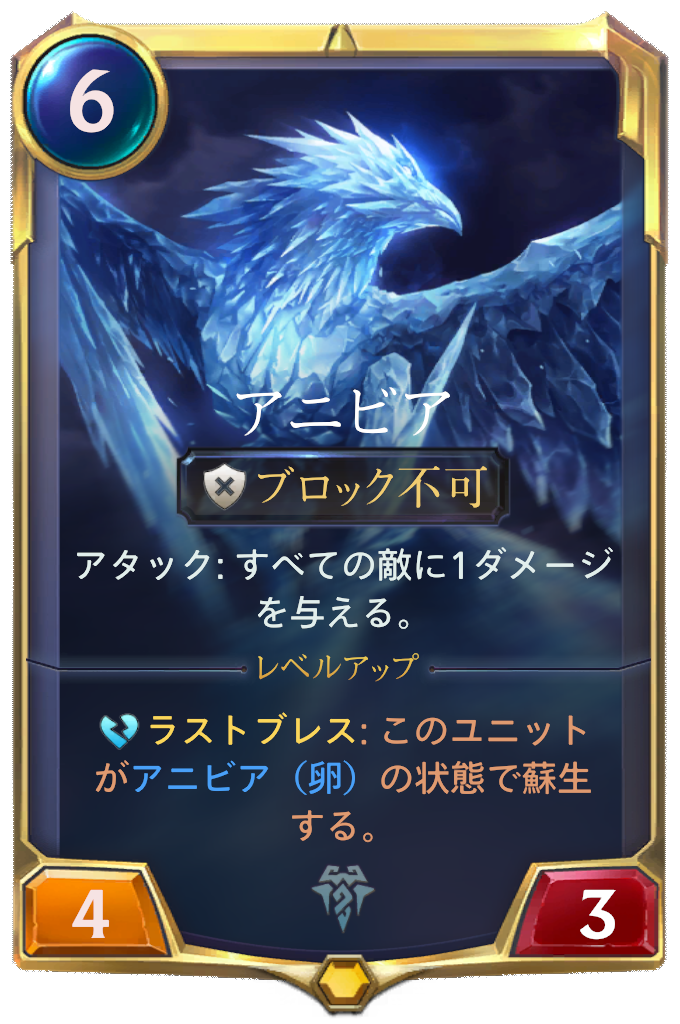 6
アニビア
ブロック不可
アタック: すべての敵に1ダメージ
を与える。
レベルアップ
ラストブレス: このユニット
がアニビア（卵）の状態で蘇生
する。
4
3